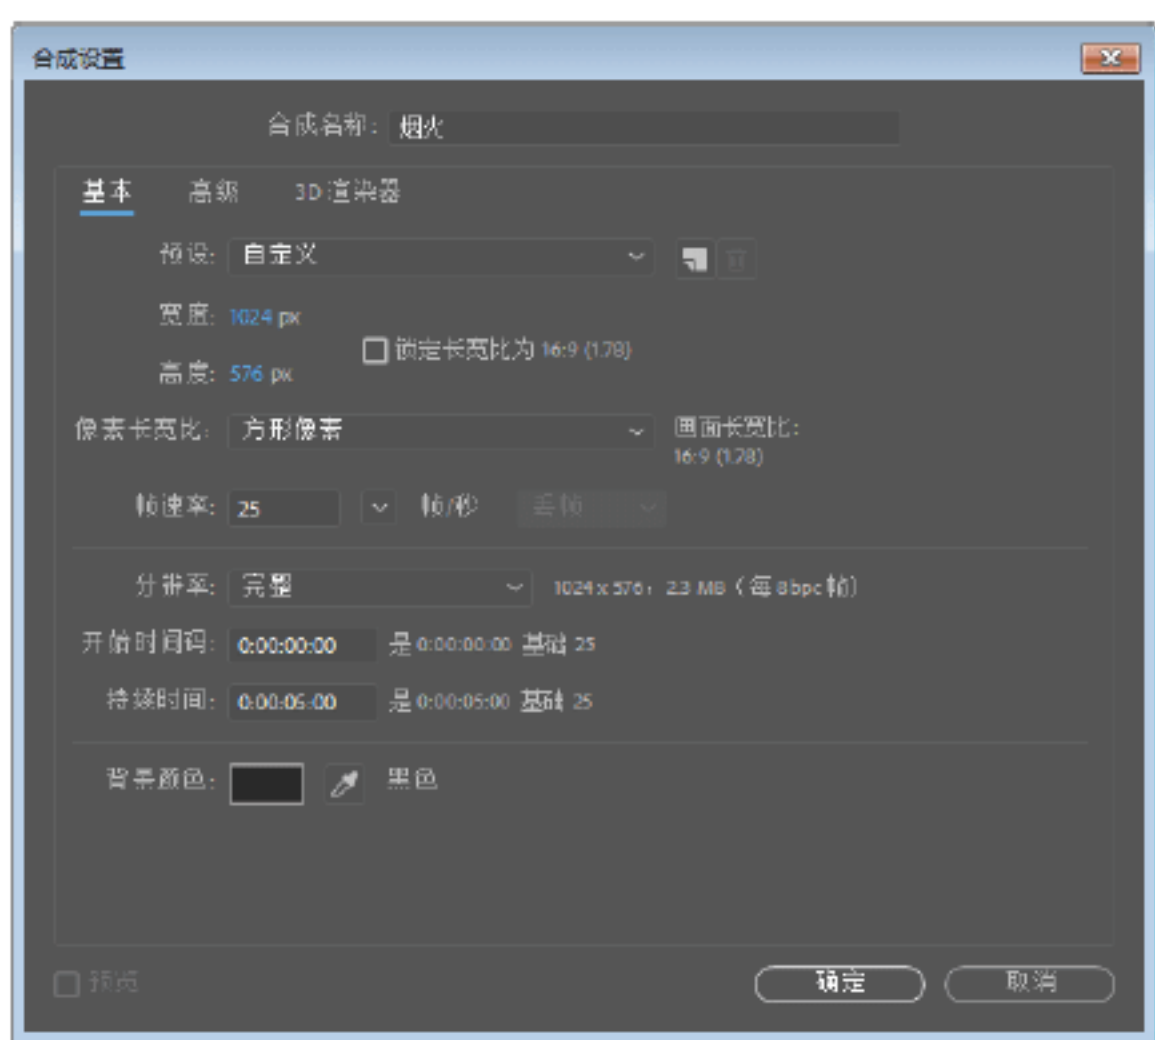 合成设置
合成名称: 烟火
基本 高级 3D 渲染器
预设: 自定义
宽度: 1024 px
锁定长宽比为 16:9 (1.78)
高度: 576 px
像素长宽比: 方形像素 画面长宽比:
16:9 (1.78)
帧速率: 25 帧/秒 丢帧
分辨率: 完整 1024 x 576, 2.3 MB (每 8bpc 帧)
开始时间码: 0:00:00:00 是 0:00:00:00 基础 25
持续时间: 0:00:05:00 是 0:00:05:00 基础 25
背景颜色: 黑色
预览 确定 取消